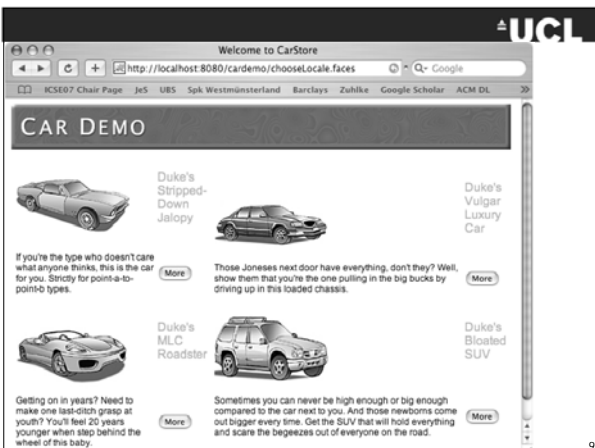 UCL
Welcome to CarStore
http://localhost:8080/cardemo/chooseLocale.faces
Google
ICSE07 Chair Page JeS UBS Spk Westmünsterland Barclays Zuhlke Google Scholar ACM DL »
CAR DEMO
Duke's
Stripped-
Down
Jalopy
If you're the type who doesn't care
what anyone thinks, this is the car
for you. Strictly for point-a-to-
point-b types.
More
Duke's
Vulgar
Luxury
Car
Those Joneses next door have everything, don't they? Well,
show them that you're the one pulling in the big bucks by
driving up in this loaded chassis.
More
Duke's
MLC
Roadster
Getting on in years? Need to
make one last-ditch grasp at
youth? You'll feel 20 years
younger when step behind the
wheel of this baby.
More
Duke's
Bloated
SUV
Sometimes you can never be high enough or big enough
compared to the car next to you. And those newborns come
out bigger every time. Get the SUV that will hold everything
and scare the begeezes out of everyone on the road.
More
9